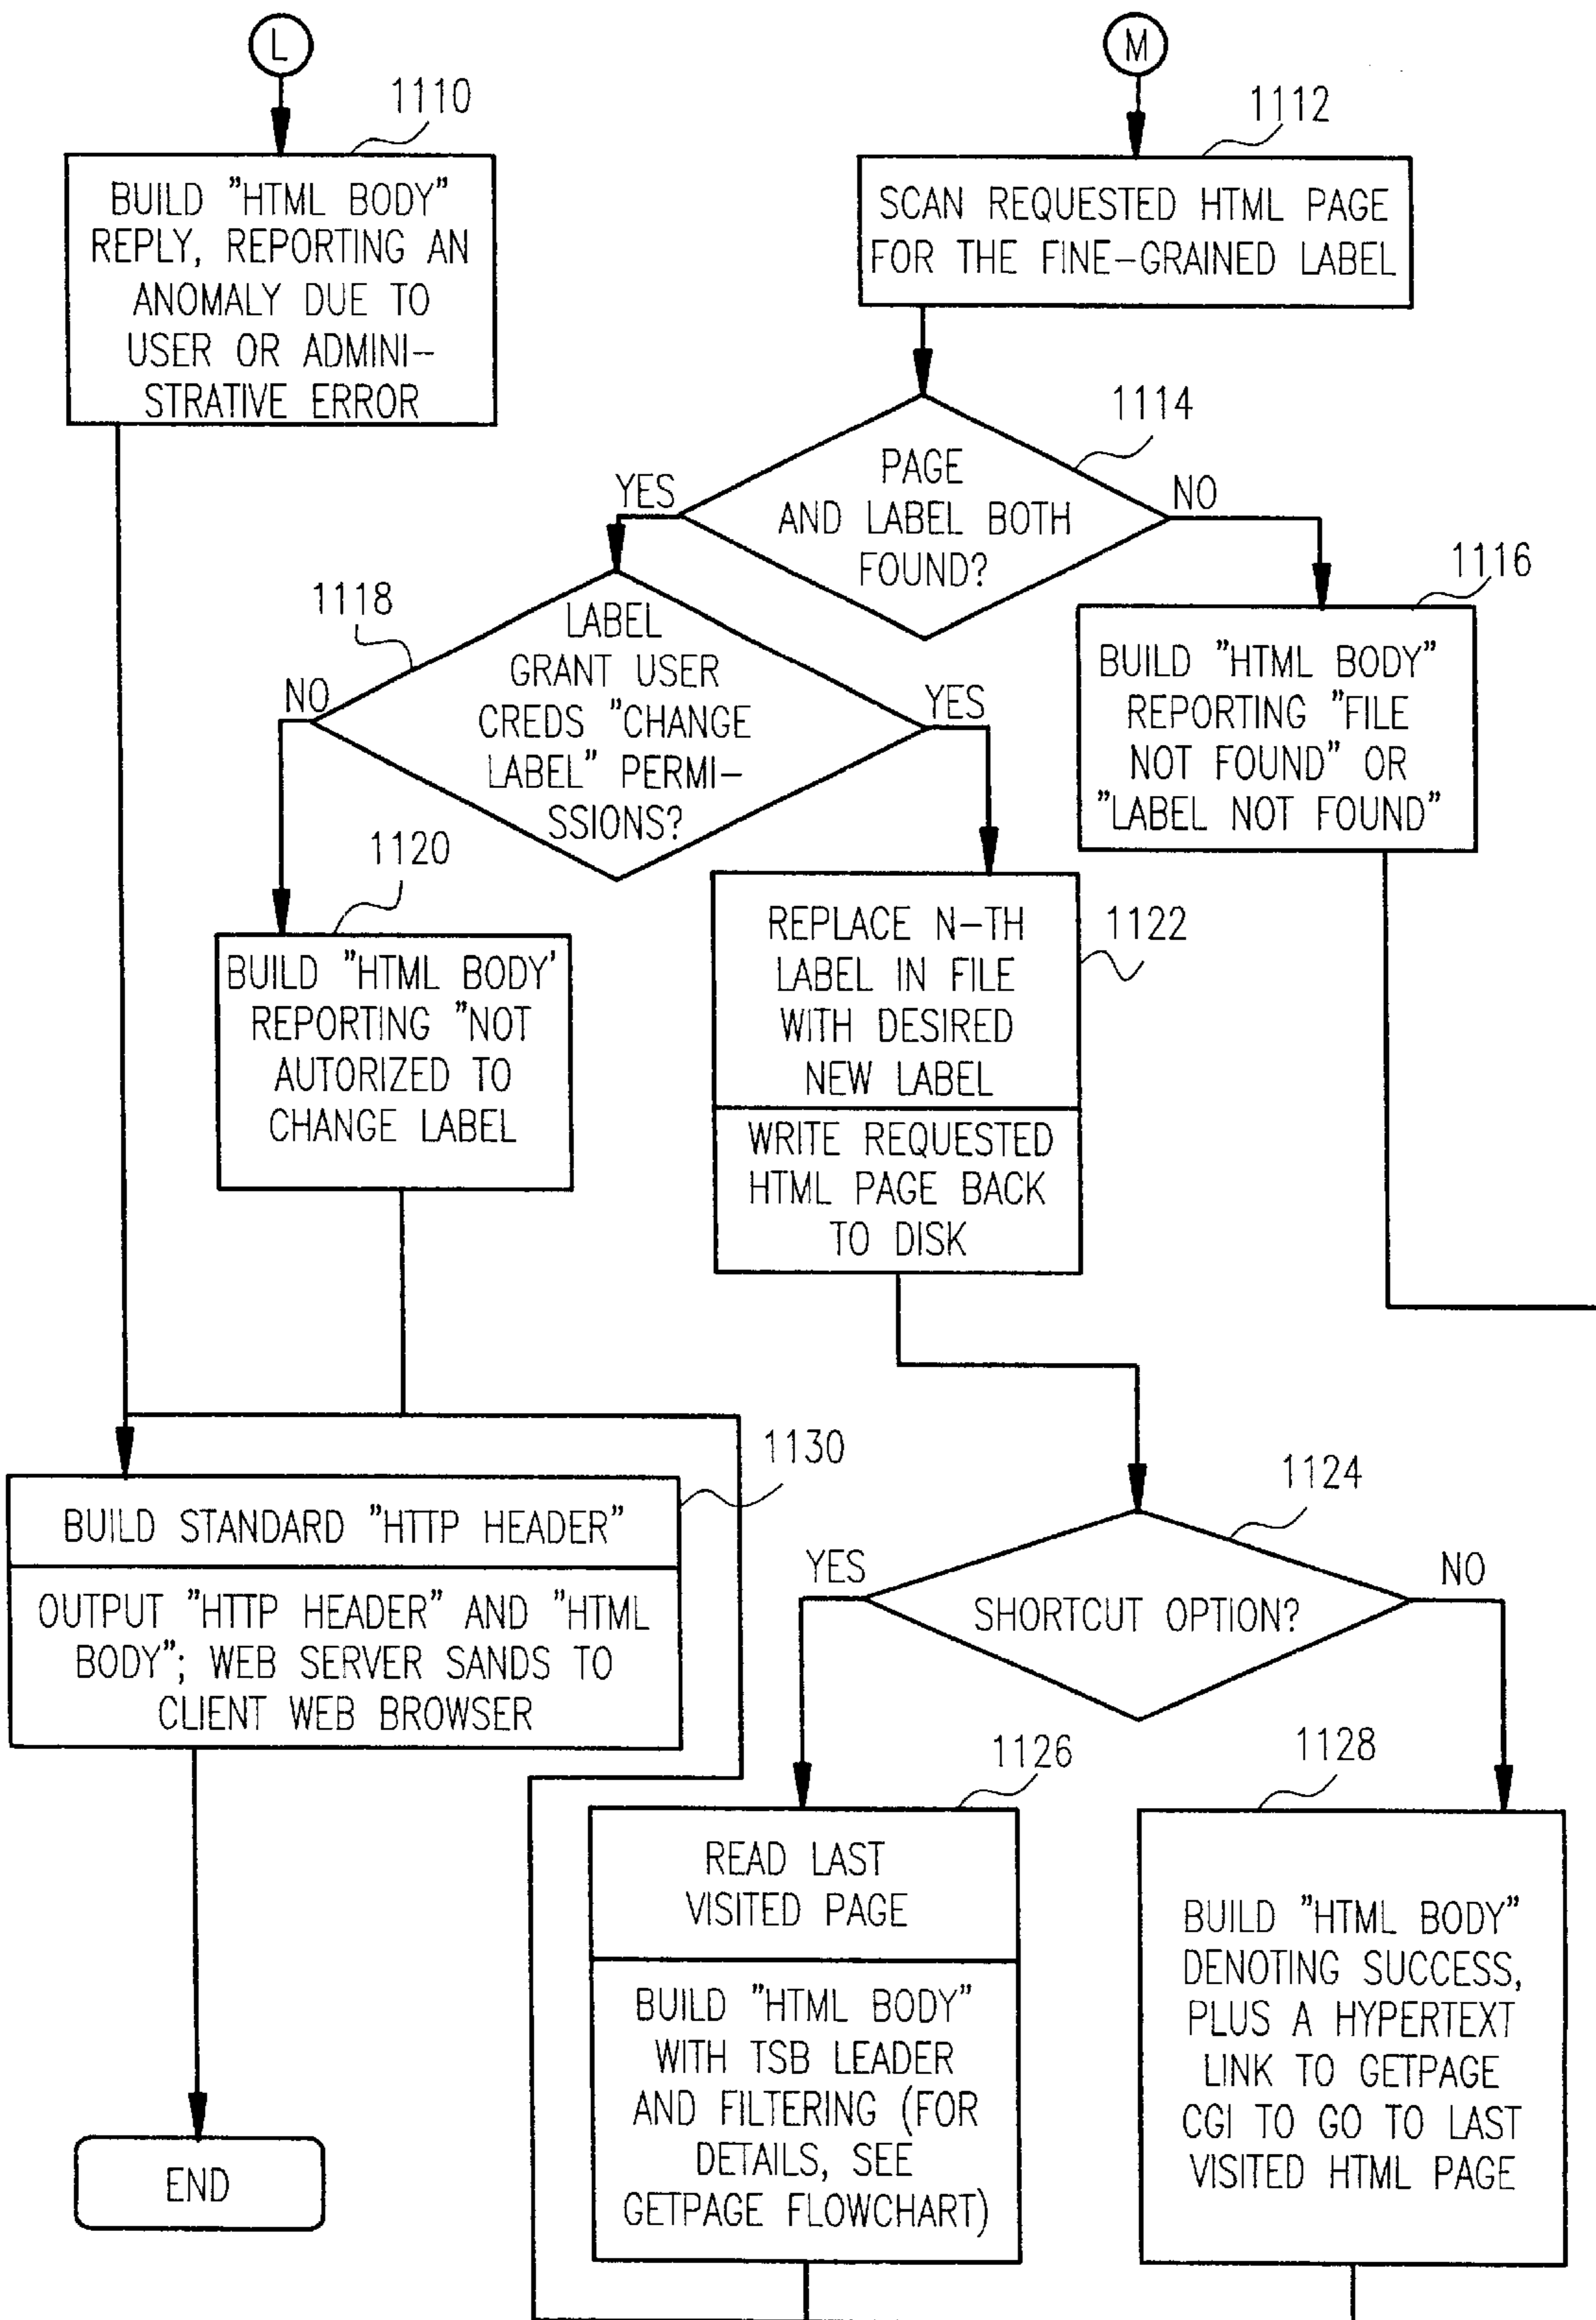 L
M
1110
1112
BUILD "HTML BODY"
REPLY, REPORTING AN
ANOMALY DUE TO
USER OR ADMINI-
STRATIVE ERROR
SCAN REQUESTED HTML PAGE
FOR THE FINE-GRAINED LABEL
1114
PAGE
AND LABEL BOTH
FOUND?
YES
NO
1116
BUILD "HTML BODY"
REPORTING "FILE
NOT FOUND" OR
"LABEL NOT FOUND"
1118
LABEL
GRANT USER
CREDS "CHANGE
LABEL" PERMI-
SSIONS?
NO
YES
1120
BUILD "HTML BODY'
REPORTING "NOT
AUTORIZED TO
CHANGE LABEL
1122
REPLACE N-TH
LABEL IN FILE
WITH DESIRED
NEW LABEL
WRITE REQUESTED
HTML PAGE BACK
TO DISK
1130
BUILD STANDARD "HTTP HEADER"
OUTPUT "HTTP HEADER" AND "HTML
BODY"; WEB SERVER SANDS TO
CLIENT WEB BROWSER
1124
YES
NO
SHORTCUT OPTION?
1126
READ LAST
VISITED PAGE
BUILD "HTML BODY"
WITH TSB LEADER
AND FILTERING (FOR
DETAILS, SEE
GETPAGE FLOWCHART)
1128
BUILD "HTML BODY"
DENOTING SUCCESS,
PLUS A HYPERTEXT
LINK TO GETPAGE
CGI TO GO TO LAST
VISITED HTML PAGE
END